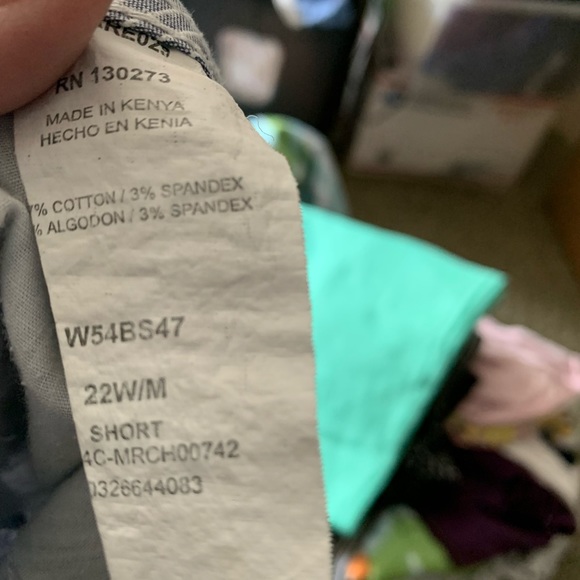 RE024
RN 130273
MADE IN KENYA
HECHO EN KENIA
% COTTON / 3% SPANDEX
% ALGODON / 3% SPANDEX
W54BS47
22W/M
SHORT
4C-MRCH00742
0326644083